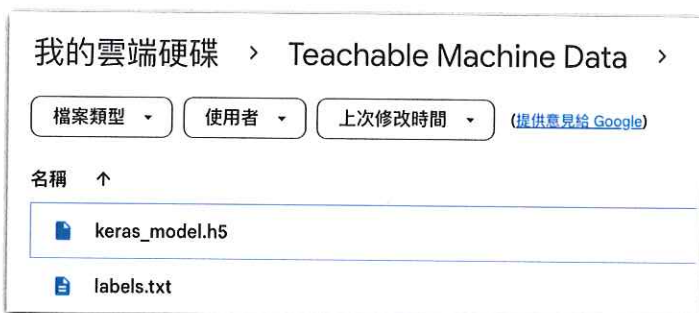 我的雲端硬碟 > Teachable Machine Data >
檔案類型 使用者 上次修改時間 (提供意見給 Google)
名稱 ↑
keras_model.h5
labels.txt